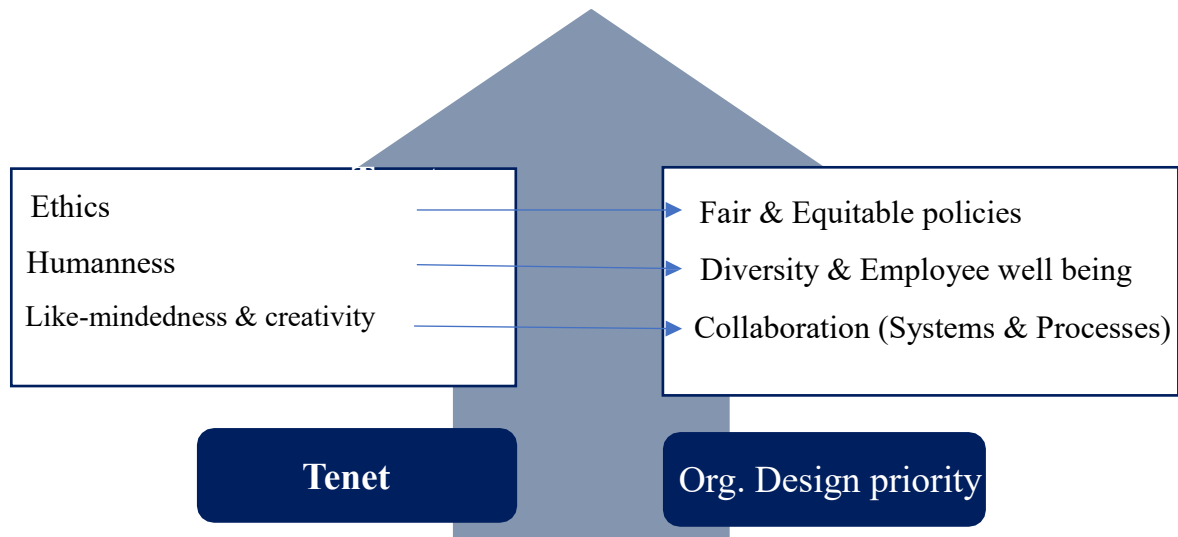 Ethics
Humanness
Like-mindedness & creativity
Fair & Equitable policies
Diversity & Employee well being
Collaboration (Systems & Processes)
Tenet
Org. Design priority